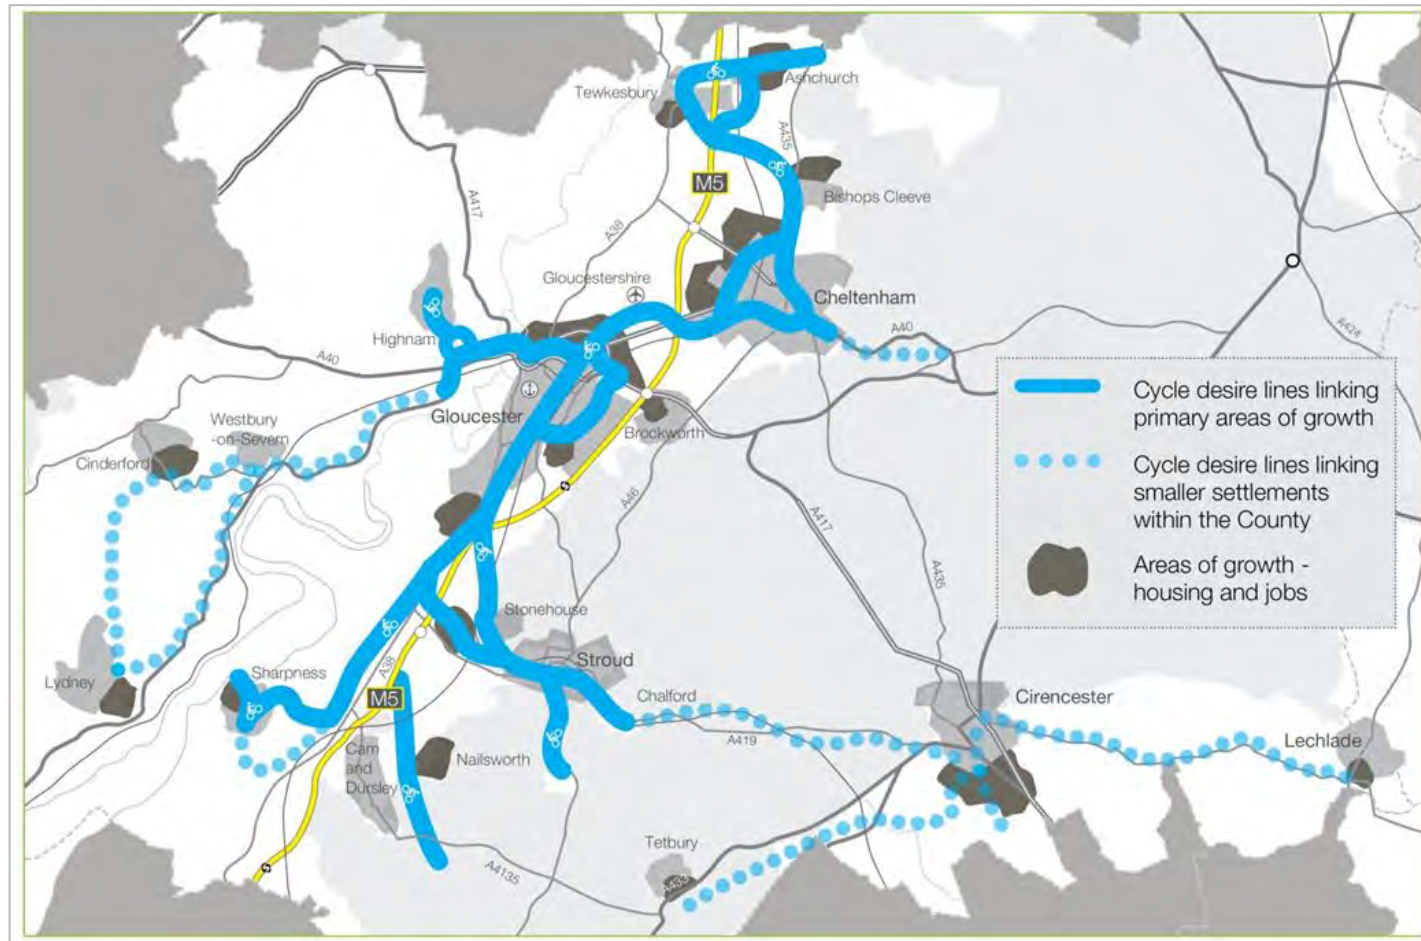 Ashchurch
Tewkesbury
A435
M5
Bishops Cleeve
A417
A38
Gloucestershire
Cheltenham
Highnam
A40
A40
A424
Gloucester
Brockworth
Westbury
-on-Severn
Cinderford
A46
A417
A435
Stonehouse
Stroud
Sharpness
A38
Lydney
M5
Chalford
A419
Cirencester
Lechlade
Nailsworth
Cam
and
Dursley
A4135
Tetbury
A433
Cycle desire lines linking
primary areas of growth
Cycle desire lines linking
smaller settlements
within the County
Areas of growth -
housing and jobs